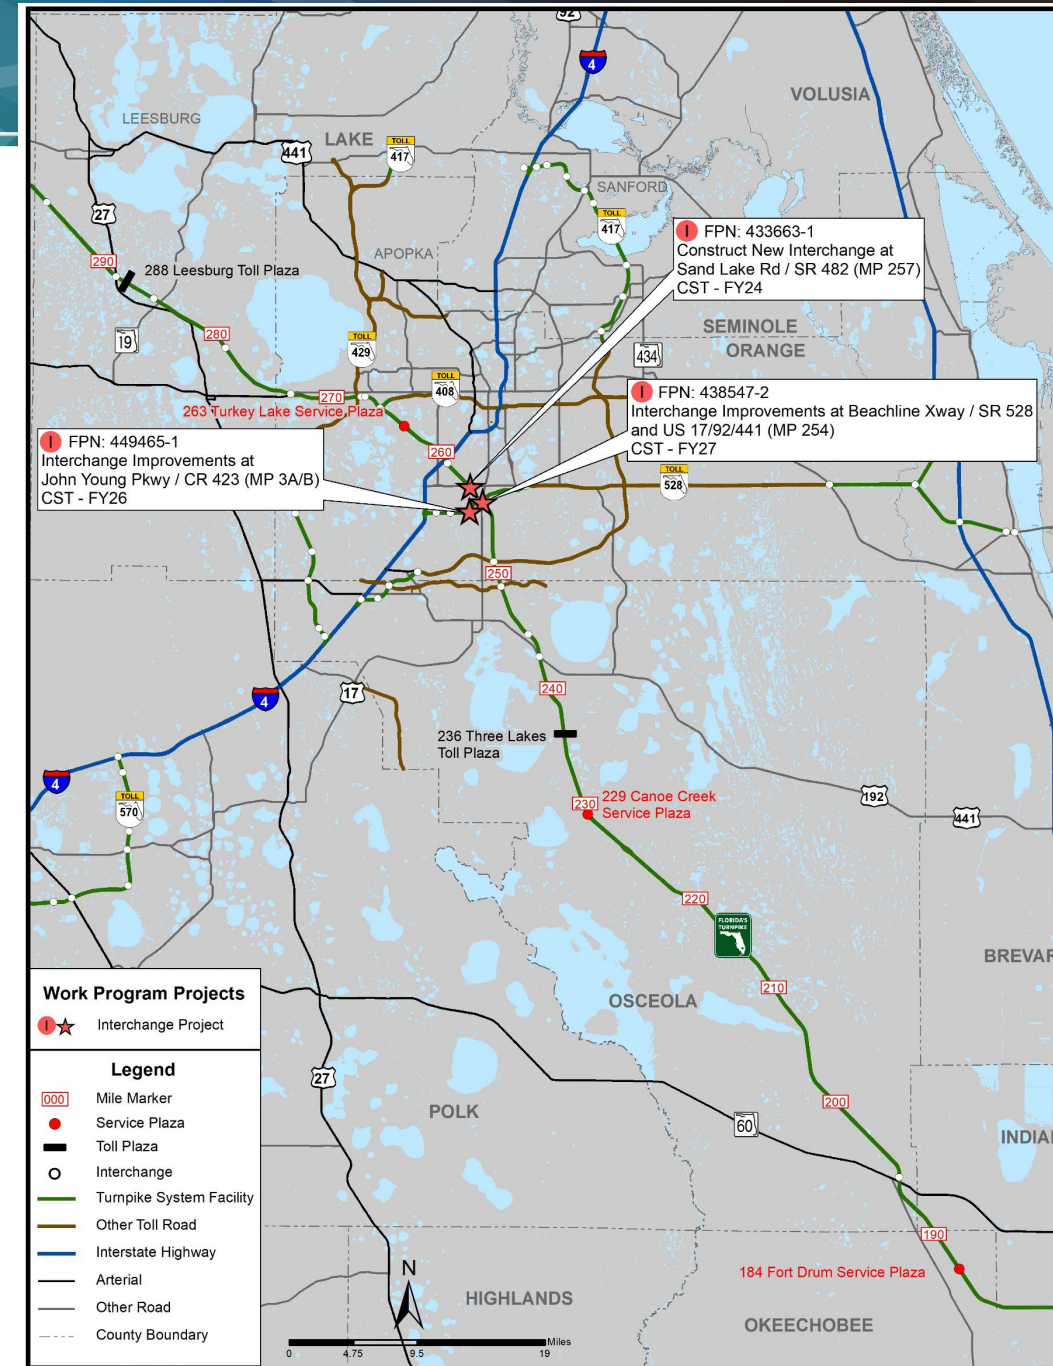 92
4
VOLUSIA
LEESBURG
LAKE
441
TOLL
417
SANFORD
27
TOLL
417
I FPN: 433663-1
Construct New Interchange at
Sand Lake Rd / SR 482 (MP 257)
CST - FY24
APOPKA
290
288 Leesburg Toll Plaza
19
280
TOLL
429
SEMINOLE
434
ORANGE
TOLL
408
270
263 Turkey Lake Service Plaza
I FPN: 438547-2
Interchange Improvements at Beachline Xway / SR 528
and US 17/92/441 (MP 254)
CST - FY27
I FPN: 449465-1
Interchange Improvements at
John Young Pkwy / CR 423 (MP 3A/B)
CST - FY26
260
TOLL
528
250
17
4
240
236 Three Lakes
Toll Plaza
4
TOLL
570
230
229 Canoe Creek
Service Plaza
192
441
220
FLORIDA'S
TURNPIKE
BREVAR
210
OSCEOLA
Work Program Projects
I Interchange Project
Legend
000 Mile Marker
Service Plaza
Toll Plaza
Interchange
Turnpike System Facility
Other Toll Road
Interstate Highway
Arterial
Other Road
County Boundary
27
POLK
200
60
INDIA
190
184 Fort Drum Service Plaza
N
HIGHLANDS
OKEECHOBEE
Miles
0 4.75 9.5 19